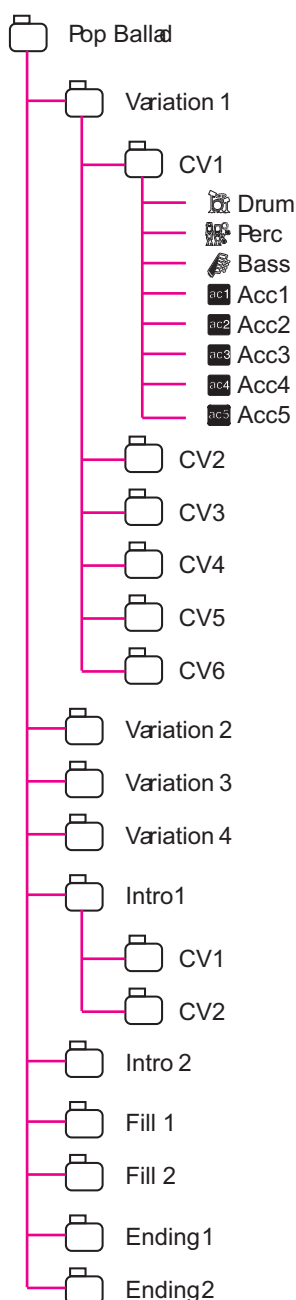 Pop Ballad
Variation 1
CV1
Drum
Perc
Bass
ac1 Acc1
ac2 Acc2
ac3 Acc3
ac4 Acc4
ac5 Acc5
CV2
CV3
CV4
CV5
CV6
Variation 2
Variation 3
Variation 4
Intro1
CV1
CV2
Intro 2
Fill 1
Fill 2
Ending1
Ending2